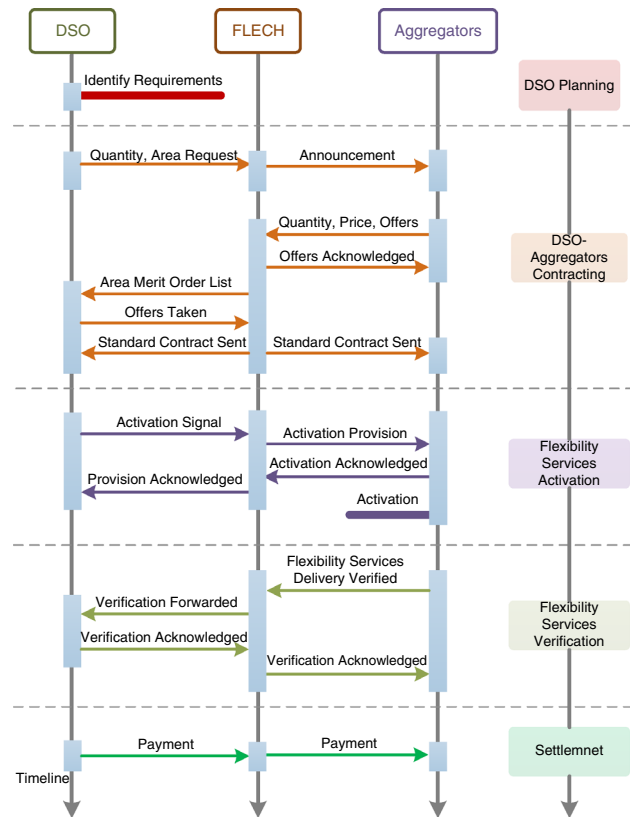 DSO
FLECH
Aggregators
Identify Requirements
DSO Planning
Quantity, Area Request
Announcement
Quantity, Price, Offers
Offers Acknowledged
DSO-
Aggregators
Contracting
Area Merit Order List
Offers Taken
Standard Contract Sent
Standard Contract Sent
Activation Signal
Activation Provision
Activation Acknowledged
Provision Acknowledged
Activation
Flexibility
Services
Activation
Flexibility Services
Delivery Verified
Verification Forwarded
Verification Acknowledged
Verification Acknowledged
Flexibility
Services
Verification
Payment
Payment
Settlemnet
Timeline